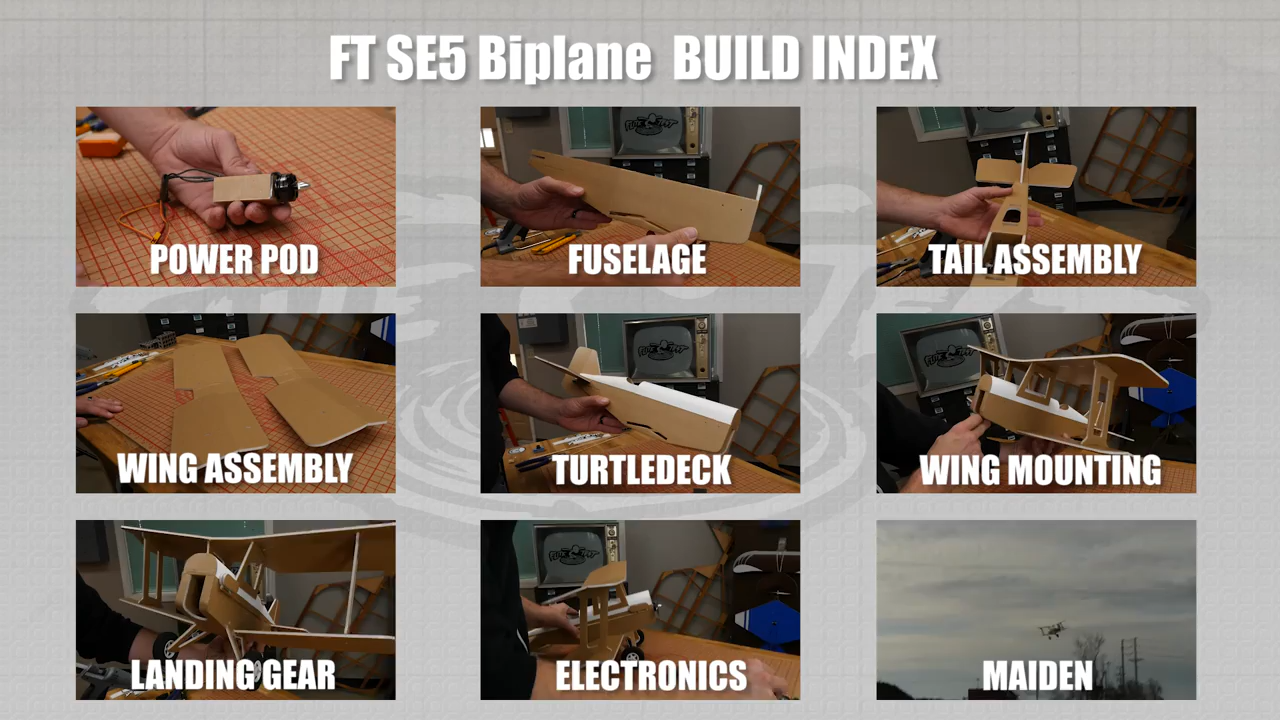 FT SE5 Biplane BUILD INDEX
POWER POD
FUSELAGE
TAIL ASSEMBLY
WING ASSEMBLY
TURTLEDECK
WING MOUNTING
LANDING GEAR
ELECTRONICS
MAIDEN